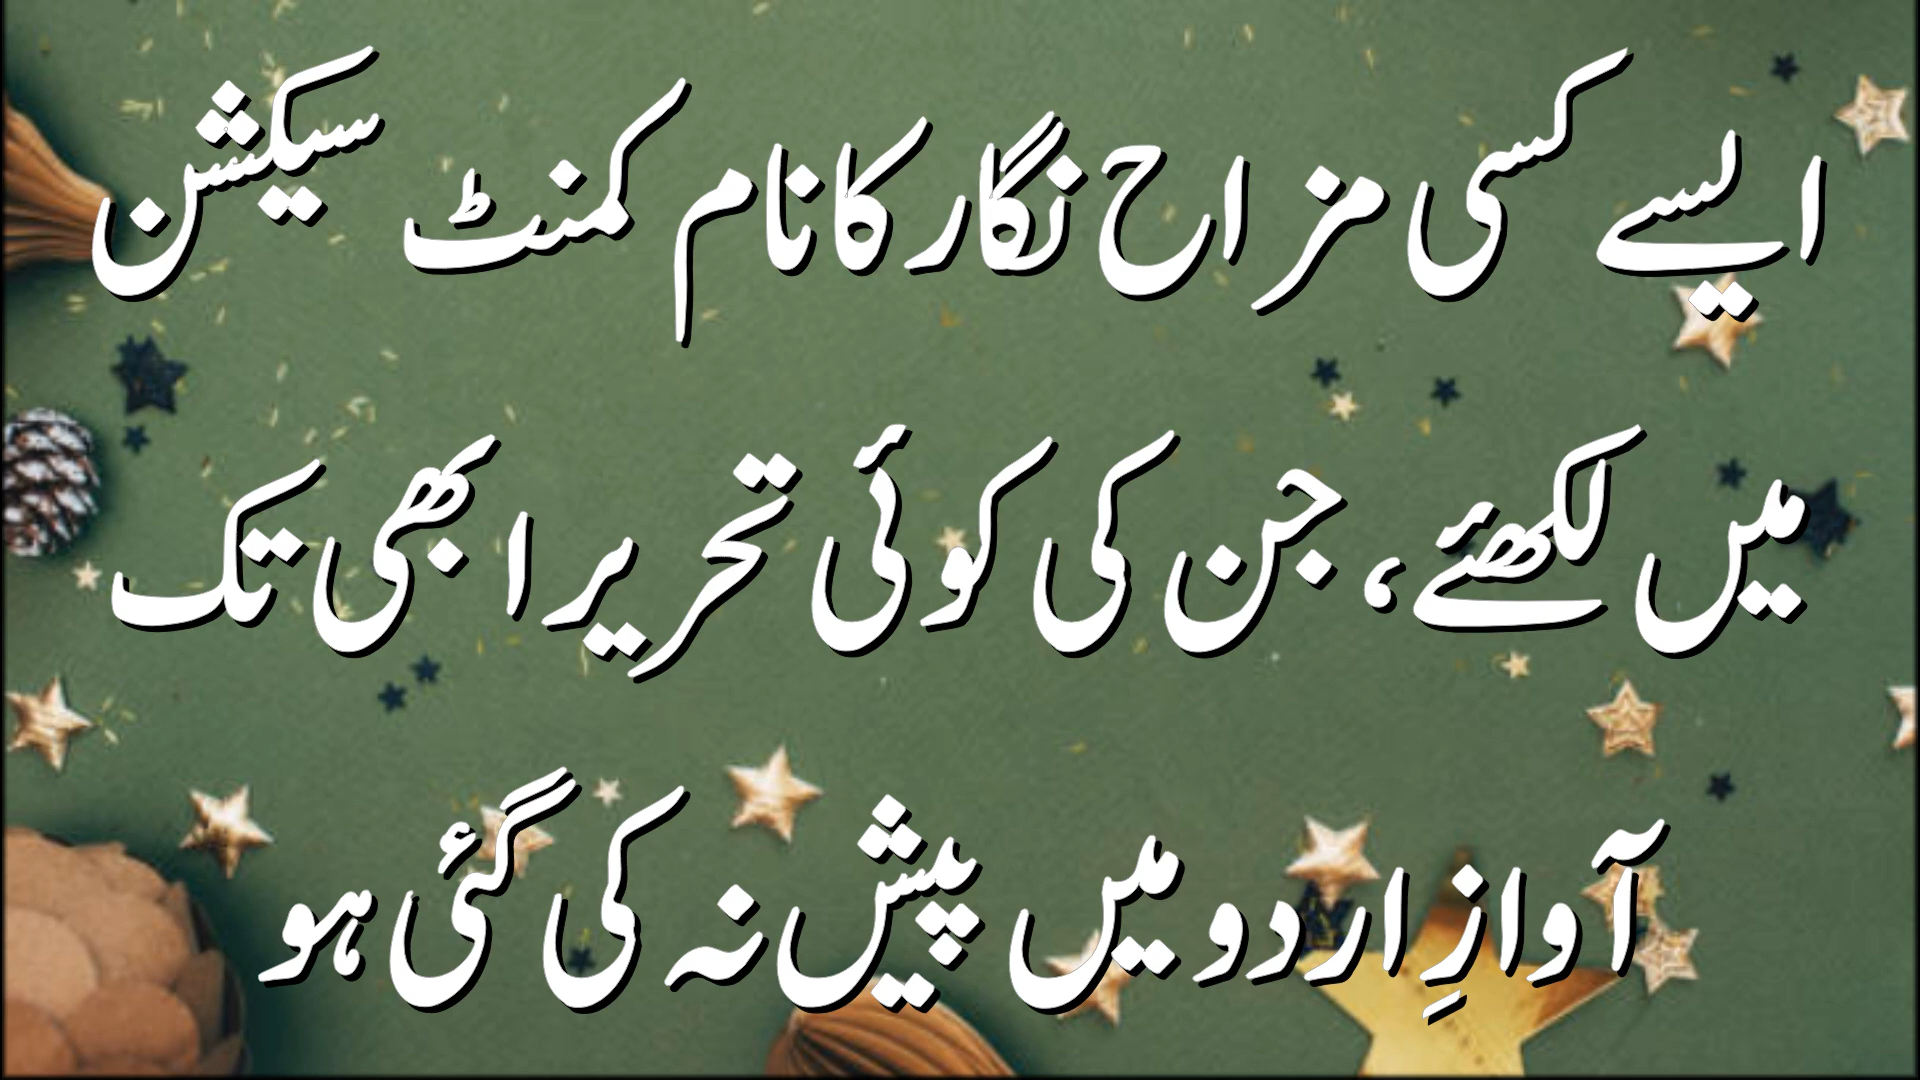 ایسے کسی مزاح نگار کا نام کمنٹ سیکشن
میں لکھئے، جن کی کوئی تحریر ابھی تک
آوازِ اردو میں پیش نہ کی گئی ہو